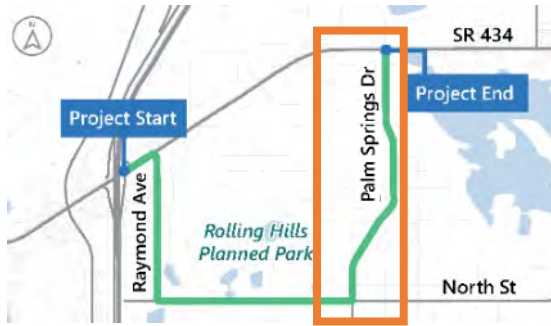 N
SR 434
Project Start
Project End
Palm Springs Dr
Raymond Ave
Rolling Hills
Planned Park
North St